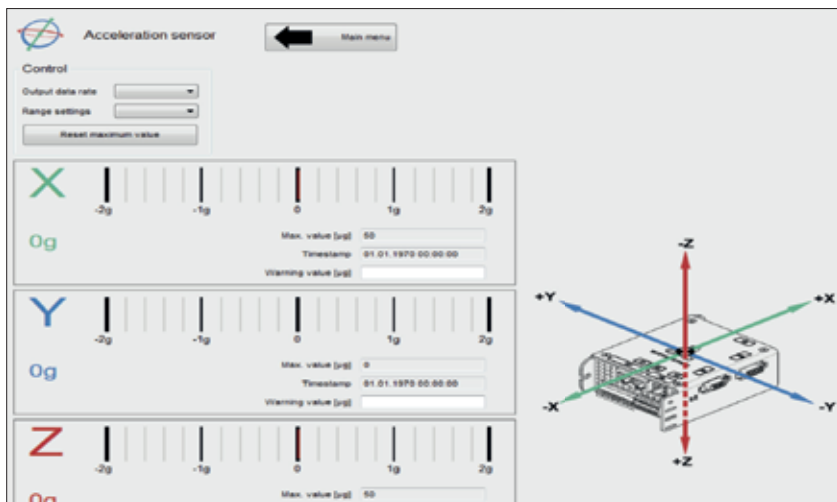 Acceleration sensor
Main menu
Control
Output data rate
Range settings
Reset maximum value
X
-2g -1g 0 1g 2g
0g
Max. value [µg] 50
Timestamp 01.01.1970 00:00:00
Warning value [µg]
Y
-2g -1g 0 1g 2g
0g
Max. value [µg] 0
Timestamp 01.01.1970 00:00:00
Warning value [µg]
Z
-2g -1g 0 1g 2g
0g
Max. value [µg] 50
-Z
+Y
+X
-X
-Y
+Z